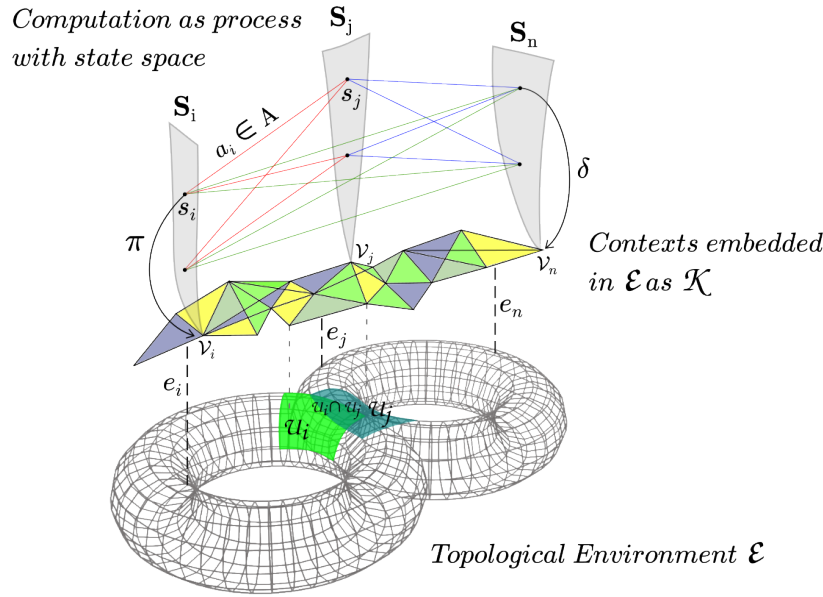 Computation as process
with state space
S_i
S_j
S_n
a_i ∈ A
s_i
s_j
π
δ
𝒱_i
𝒱_j
𝒱_n
Contexts embedded
in ℰ as 𝒦
e_i
e_j
e_n
𝒰_i
𝒰_i ∩ 𝒰_j
𝒰_j
Topological Environment ℰ